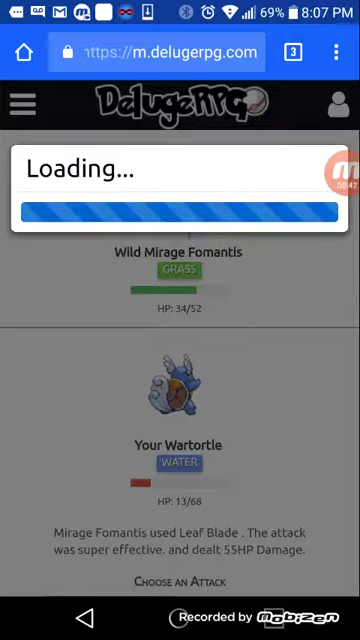 69% 8:07 PM
https://m.delugerpg.com
3
DelugeRPG
Loading...
05:42
Wild Mirage Fomantis
GRASS
HP: 34/52
Your Wartortle
WATER
HP: 13/68
Mirage Fomantis used Leaf Blade . The attack
was super effective. and dealt 55HP Damage.
CHOOSE AN ATTACK
Recorded by Mobizen